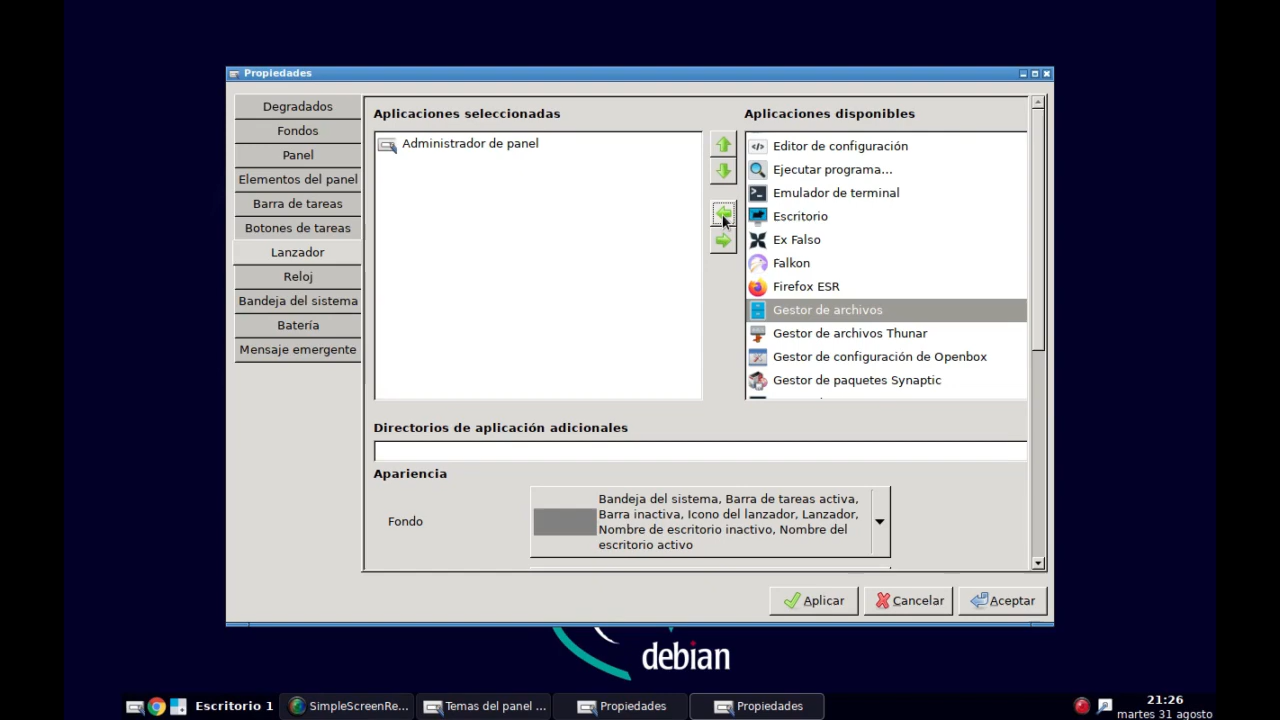 Propiedades
Degradados
Fondos
Panel
Elementos del panel
Barra de tareas
Botones de tareas
Lanzador
Reloj
Bandeja del sistema
Batería
Mensaje emergente
Aplicaciones seleccionadas
Administrador de panel
Aplicaciones disponibles
Editor de configuración
Ejecutar programa...
Emulador de terminal
Escritorio
Ex Falso
Falkon
Firefox ESR
Gestor de archivos
Gestor de archivos Thunar
Gestor de configuración de Openbox
Gestor de paquetes Synaptic
Directorios de aplicación adicionales
Apariencia
Fondo
Bandeja del sistema, Barra de tareas activa,
Barra inactiva, Icono del lanzador, Lanzador,
Nombre de escritorio inactivo, Nombre del
escritorio activo
Aplicar
Cancelar
Aceptar
debian
Escritorio 1
SimpleScreenRe...
Temas del panel ...
Propiedades
Propiedades
21:26
martes 31 agosto